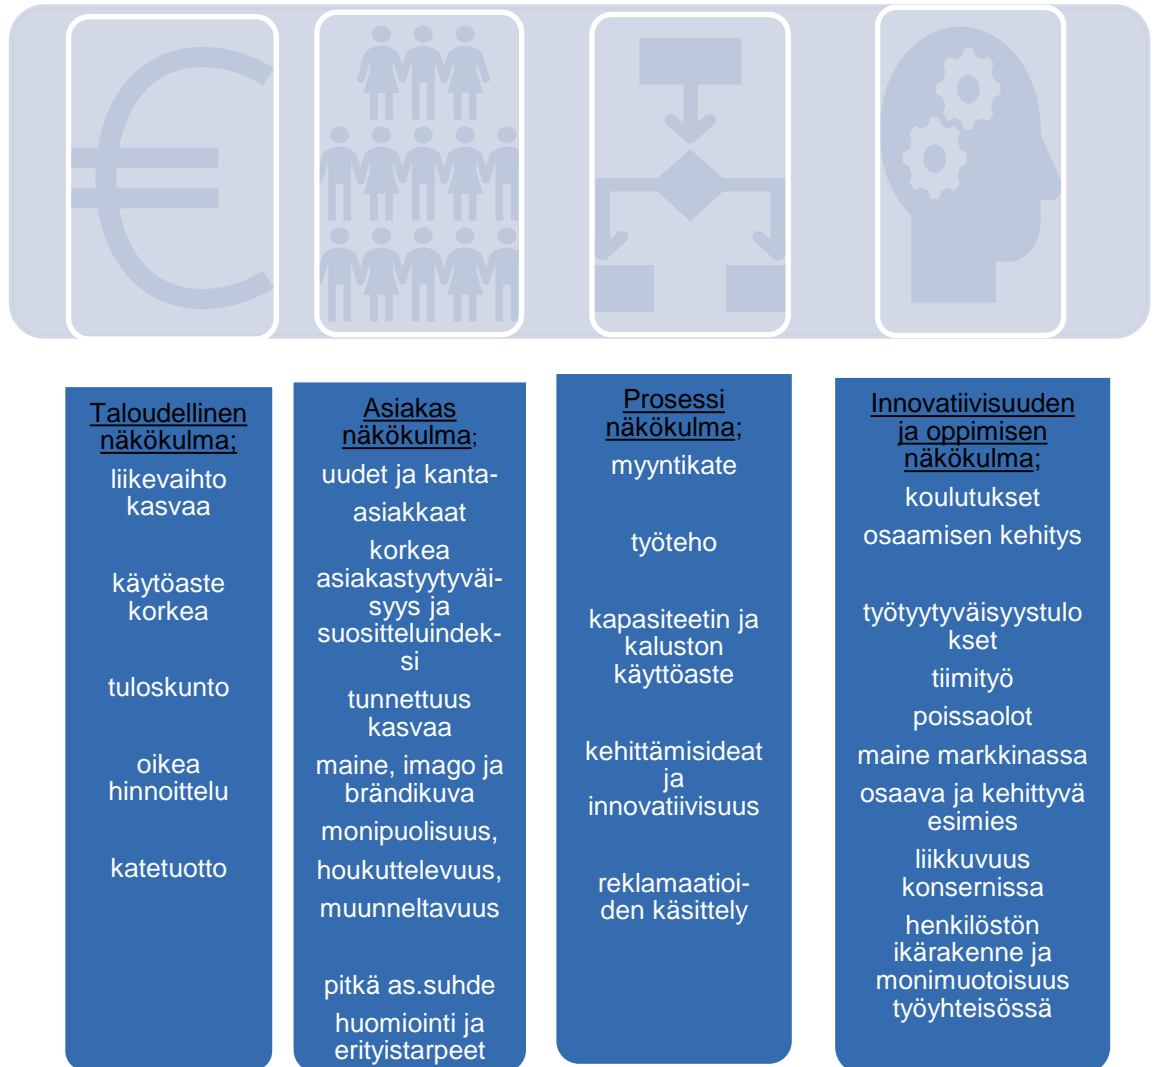 Taloudellinen
näkökulma;
liikevaihto
kasvaa
käytöaste
korkea
tuloskunto
oikea
hinnoittelu
katetuotto
Asiakas
näkökulma;
uudet ja kanta-
asiakkaat
korkea
asiakastyytyväi-
syys ja
suositteluindek-
si
tunnettuus
kasvaa
maine, imago ja
brändikuva
monipuolisuus,
houkuttelevuus,
muunneltavuus
pitkä as.suhde
huomiointi ja
erityistarpeet
Prosessi
näkökulma;
myyntikate
työteho
kapasiteetin ja
kaluston
käyttöaste
kehittämisideat
ja
innovatiivisuus
reklamaatioi-
den käsittely
Innovatiivisuuden
ja oppimisen
näkökulma;
koulutukset
osaamisen kehitys
työtyytyväisyystulo
kset
tiimityö
poissaolot
maine markkinassa
osaava ja kehittyvä
esimies
liikkuvuus
konsernissa
henkilöstön
ikärakenne ja
monimuotoisuus
työyhteisössä